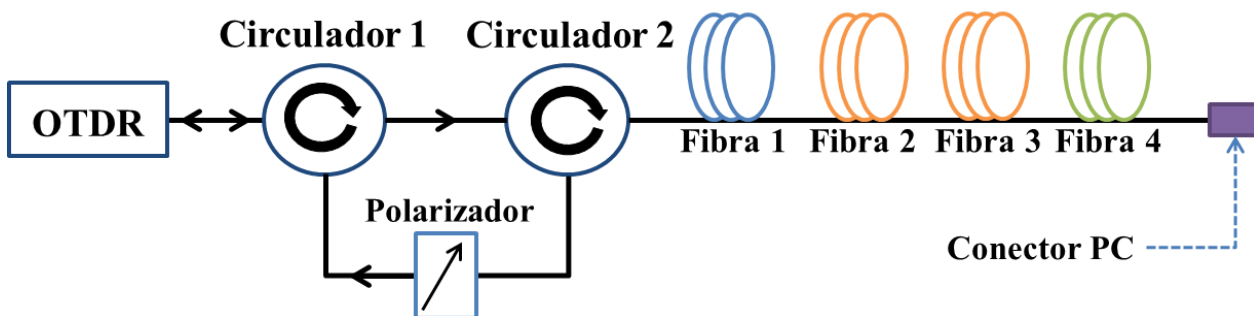 Circulador 1
Circulador 2
OTDR
Fibra 1
Fibra 2
Fibra 3
Fibra 4
Polarizador
Conector PC